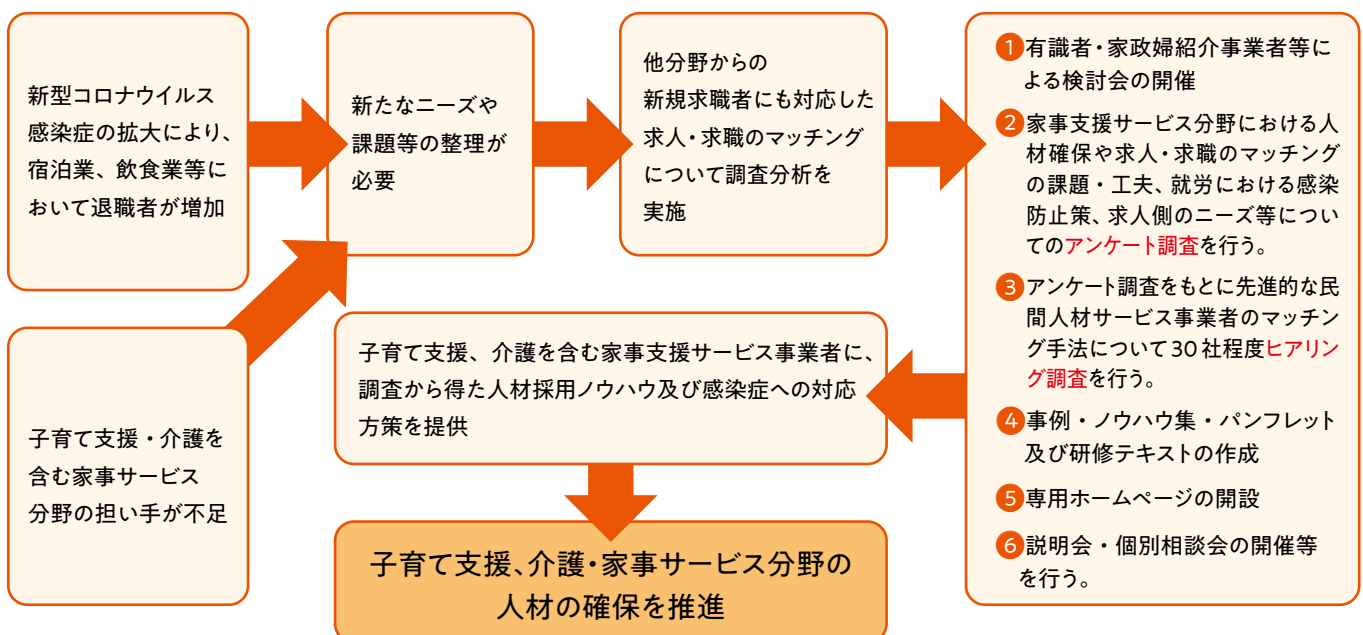 新型コロナウイルス
感染症の拡大により、
宿泊業、飲食業等に
おいて退職者が増加
新たなニーズや
課題等の整理が
必要
他分野からの
新規求職者にも対応した
求人・求職のマッチング
について調査分析を
実施
1 有識者・家政婦紹介事業者等に
よる検討会の開催
2 家事支援サービス分野における人
材確保や求人・求職のマッチング
の課題・工夫、就労における感染
防止策、求人側のニーズ等につい
てのアンケート調査を行う。
3 アンケート調査をもとに先進的な民
間人材サービス事業者のマッチン
グ手法について30社程度ヒアリン
グ調査を行う。
4 事例・ノウハウ集・パンフレット
及び研修テキストの作成
5 専用ホームページの開設
6 説明会・個別相談会の開催等
を行う。
子育て支援・介護を
含む家事サービス
分野の担い手が不足
子育て支援、介護を含む家事支援サービス事業者に、
調査から得た人材採用ノウハウ及び感染症への対応
方策を提供
子育て支援、介護・家事サービス分野の
人材の確保を推進